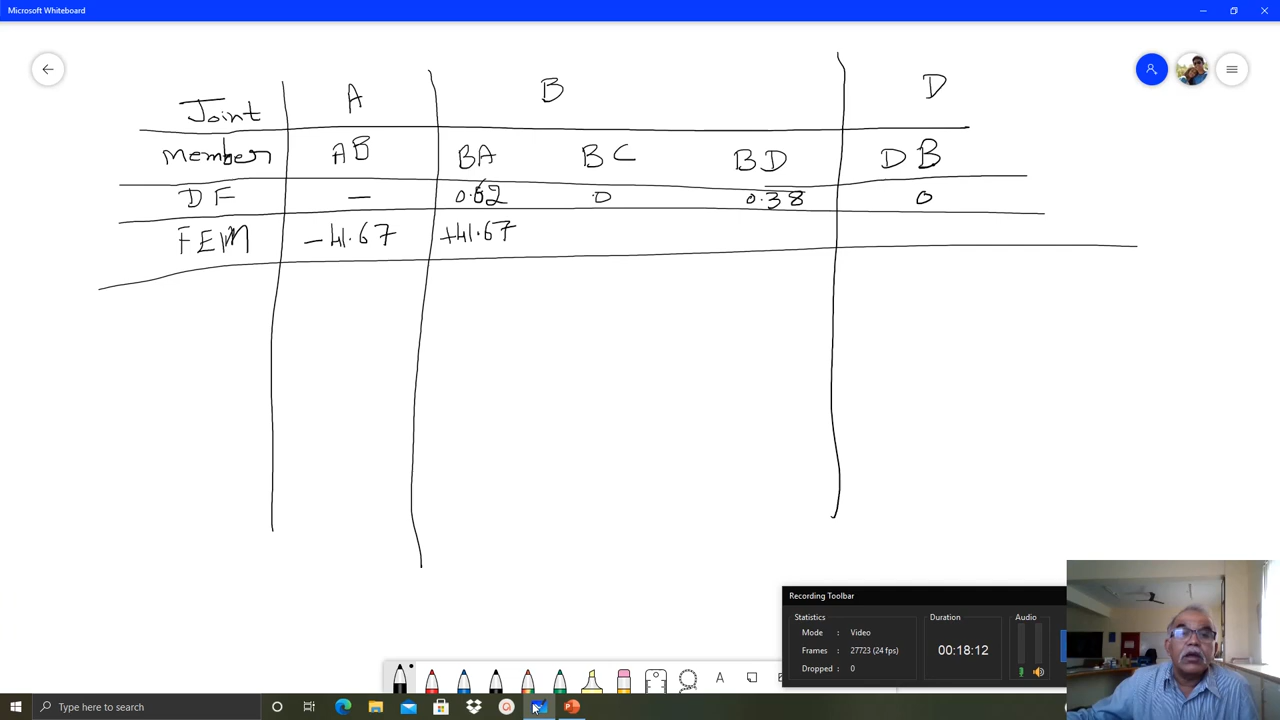 Microsoft Whiteboard
Joint A B D
Member AB BA BC BD DB
DF — 0.62 0 0.38 0
FEM -41.67 +41.67
Recording Toolbar
Statistics Duration Audio
Mode : Video
Frames : 27723 (24 fps) 00:18:12
Dropped : 0
Type here to search